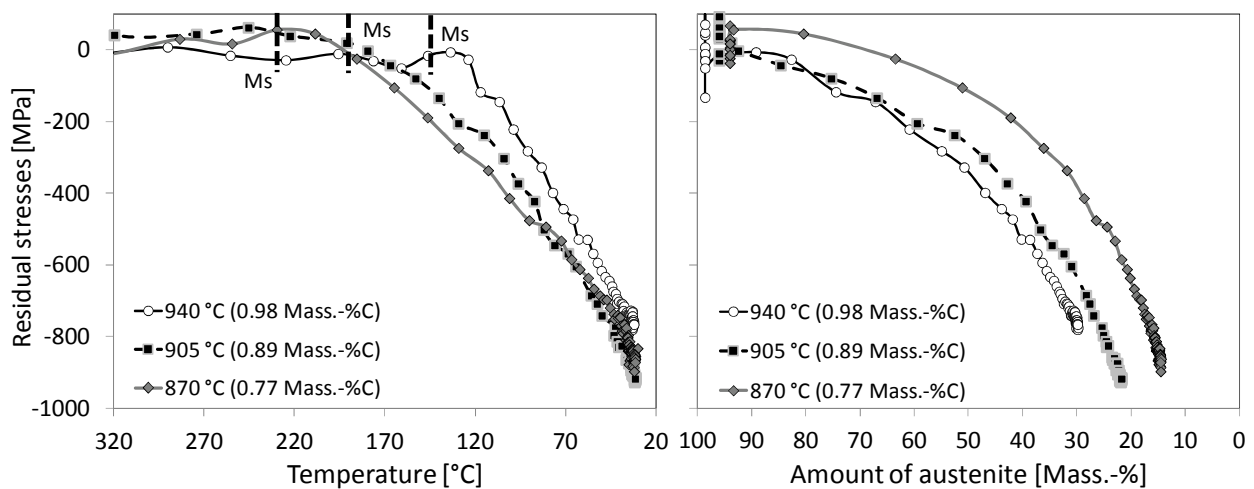 Residual stresses [MPa]
0
-200
-400
-600
-800
-1000
Ms
Ms
Ms
940 °C (0.98 Mass.-%C)
905 °C (0.89 Mass.-%C)
870 °C (0.77 Mass.-%C)
320 270 220 170 120 70 20
Temperature [°C]
940 °C (0.98 Mass.-%C)
905 °C (0.89 Mass.-%C)
870 °C (0.77 Mass.-%C)
100 90 80 70 60 50 40 30 20 10 0
Amount of austenite [Mass.-%]